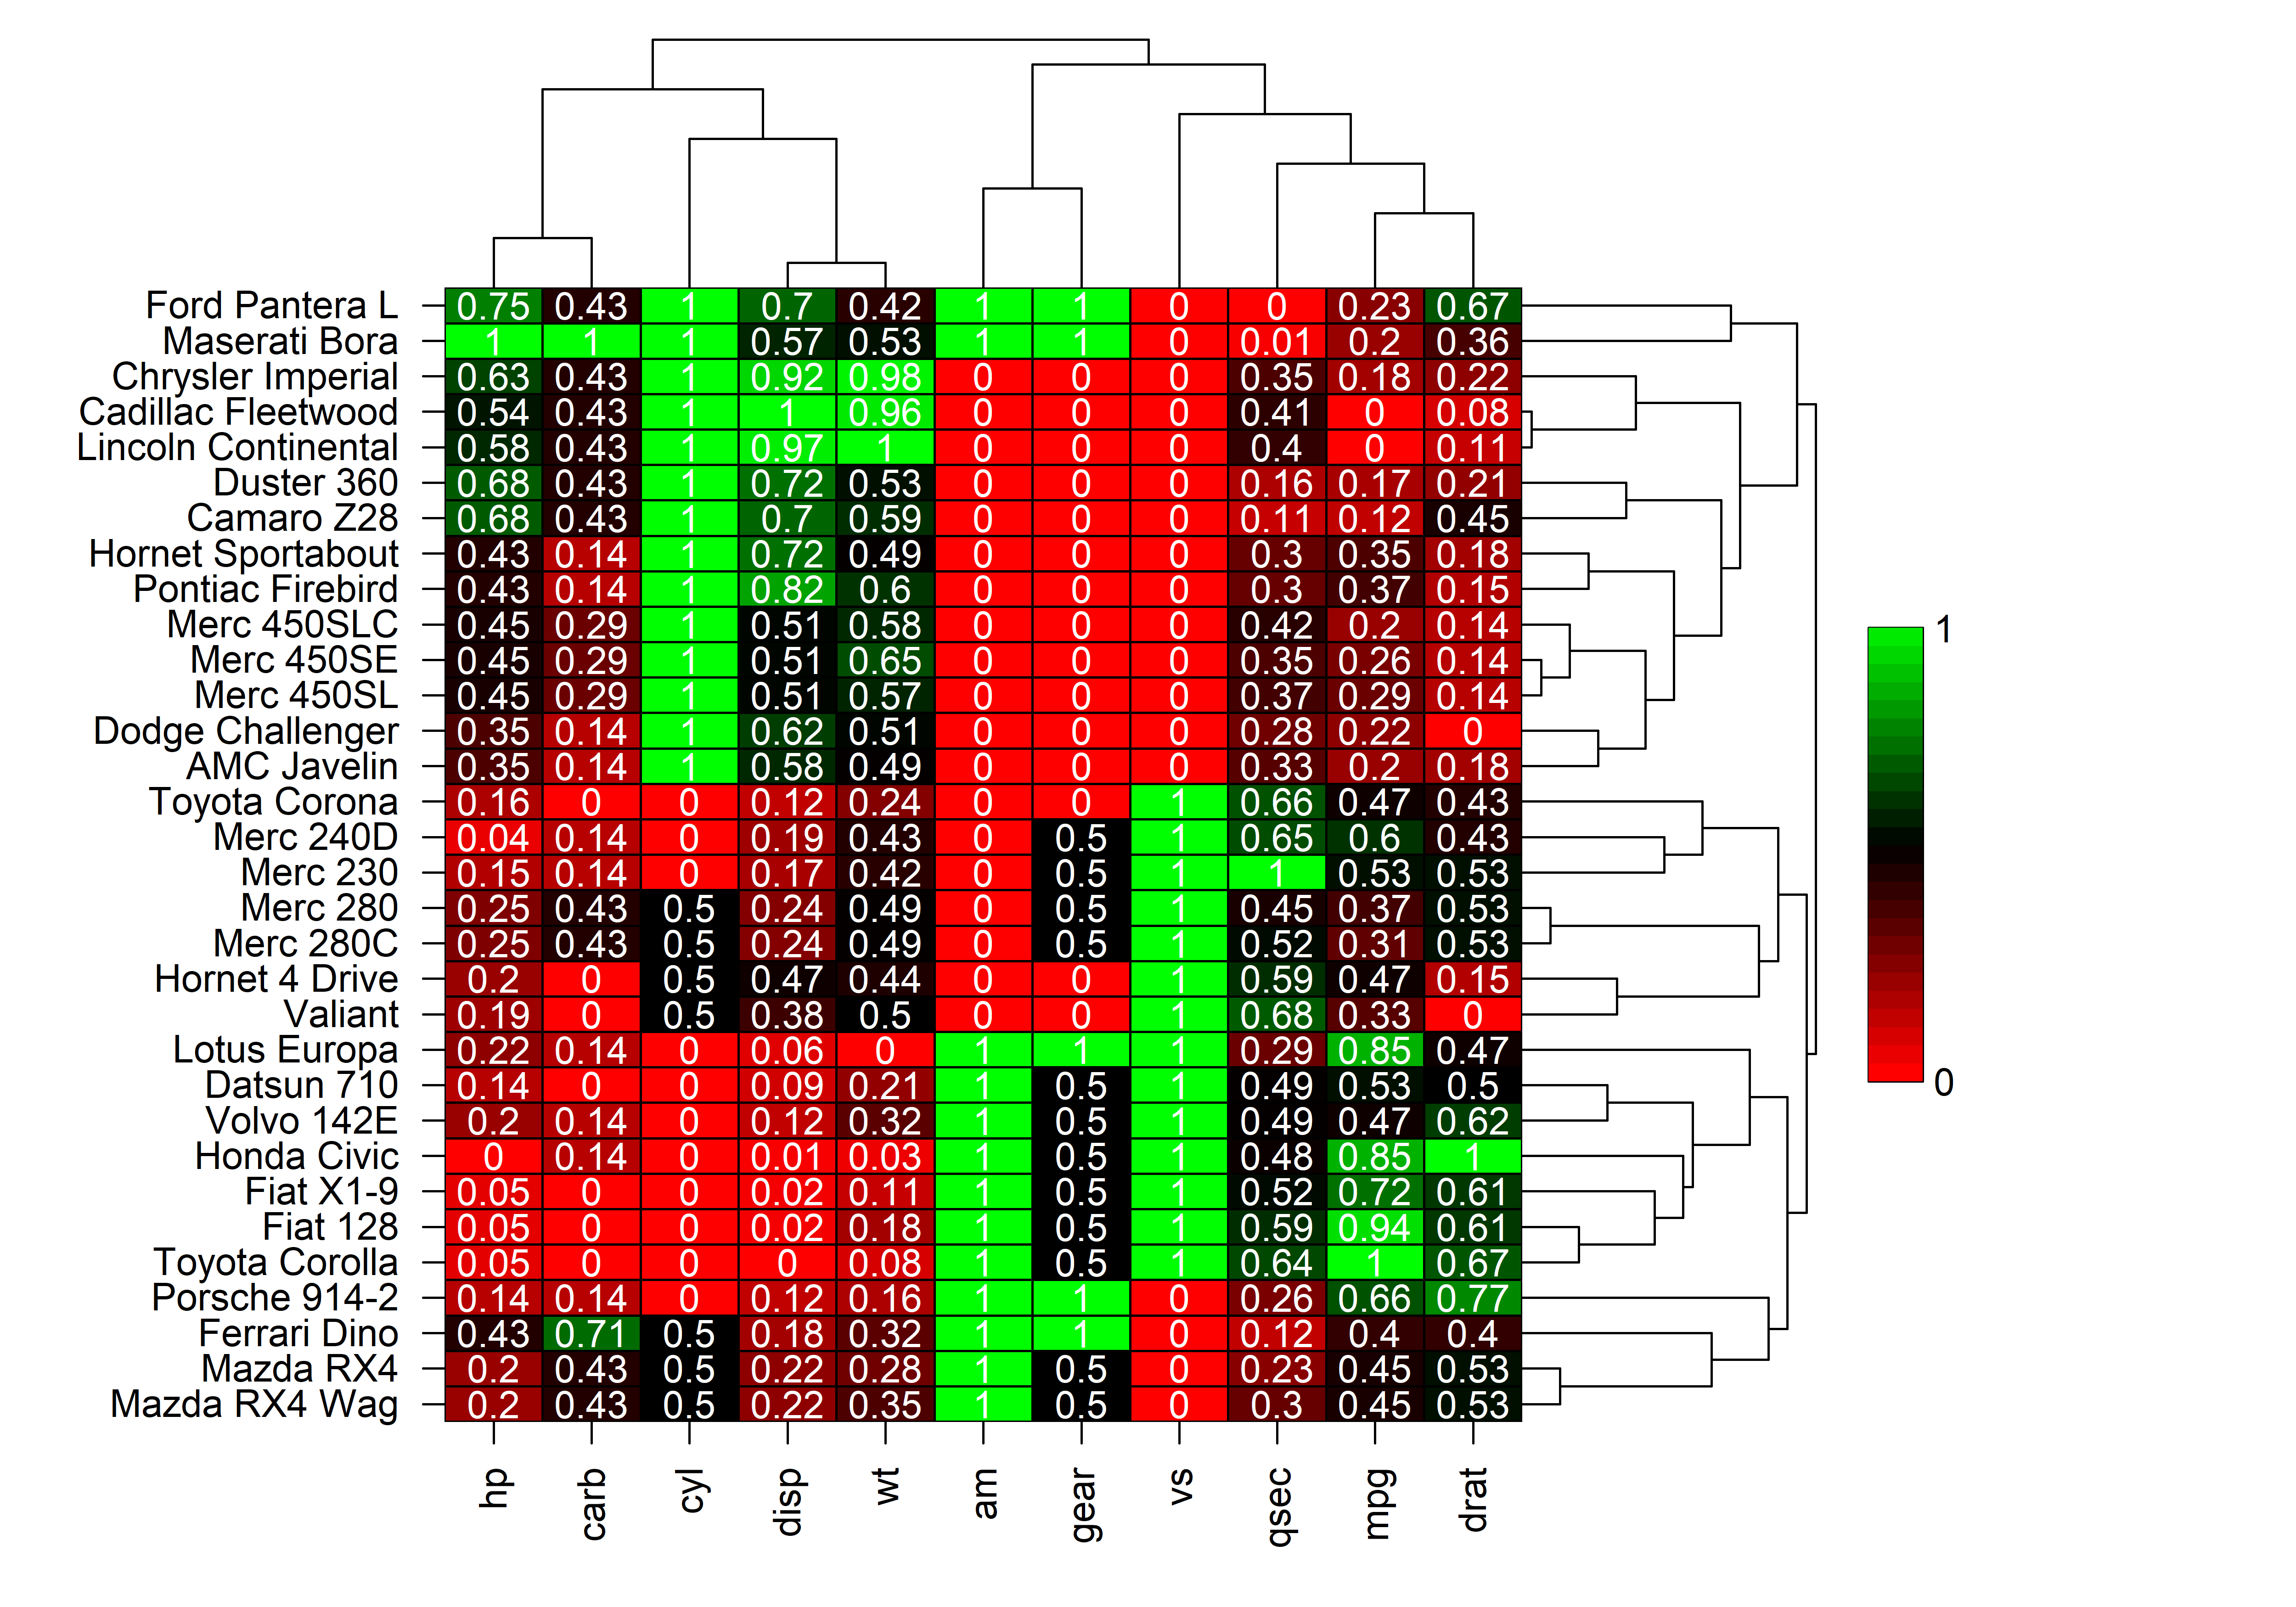 Ford Pantera L 0.75 0.43 1 0.7 0.42 1 1 0 0 0.23 0.67
Maserati Bora 1 1 1 0.57 0.53 1 1 0 0.01 0.2 0.36
Chrysler Imperial 0.63 0.43 1 0.92 0.98 0 0 0 0.35 0.18 0.22
Cadillac Fleetwood 0.54 0.43 1 1 0.96 0 0 0 0.41 0 0.08
Lincoln Continental 0.58 0.43 1 0.97 1 0 0 0 0.4 0 0.11
Duster 360 0.68 0.43 1 0.72 0.53 0 0 0 0.16 0.17 0.21
Camaro Z28 0.68 0.43 1 0.7 0.59 0 0 0 0.11 0.12 0.45
Hornet Sportabout 0.43 0.14 1 0.72 0.49 0 0 0 0.3 0.35 0.18
Pontiac Firebird 0.43 0.14 1 0.82 0.6 0 0 0 0.3 0.37 0.15
Merc 450SLC 0.45 0.29 1 0.51 0.58 0 0 0 0.42 0.2 0.14
Merc 450SE 0.45 0.29 1 0.51 0.65 0 0 0 0.35 0.26 0.14
Merc 450SL 0.45 0.29 1 0.51 0.57 0 0 0 0.37 0.29 0.14
Dodge Challenger 0.35 0.14 1 0.62 0.51 0 0 0 0.28 0.22 0
AMC Javelin 0.35 0.14 1 0.58 0.49 0 0 0 0.33 0.2 0.18
Toyota Corona 0.16 0 0 0.12 0.24 0 0 1 0.66 0.47 0.43
Merc 240D 0.04 0.14 0 0.19 0.43 0 0.5 1 0.65 0.6 0.43
Merc 230 0.15 0.14 0 0.17 0.42 0 0.5 1 1 0.53 0.53
Merc 280 0.25 0.43 0.5 0.24 0.49 0 0.5 1 0.45 0.37 0.53
Merc 280C 0.25 0.43 0.5 0.24 0.49 0 0.5 1 0.52 0.31 0.53
Hornet 4 Drive 0.2 0 0.5 0.47 0.44 0 0 1 0.59 0.47 0.15
Valiant 0.19 0 0.5 0.38 0.5 0 0 1 0.68 0.33 0
Lotus Europa 0.22 0.14 0 0.06 0 1 1 1 0.29 0.85 0.47
Datsun 710 0.14 0 0 0.09 0.21 1 0.5 1 0.49 0.53 0.5
Volvo 142E 0.2 0.14 0 0.12 0.32 1 0.5 1 0.49 0.47 0.62
Honda Civic 0 0.14 0 0.01 0.03 1 0.5 1 0.48 0.85 1
Fiat X1-9 0.05 0 0 0.02 0.11 1 0.5 1 0.52 0.72 0.61
Fiat 128 0.05 0 0 0.02 0.18 1 0.5 1 0.59 0.94 0.61
Toyota Corolla 0.05 0 0 0 0.08 1 0.5 1 0.64 1 0.67
Porsche 914-2 0.14 0.14 0 0.12 0.16 1 1 0 0.26 0.66 0.77
Ferrari Dino 0.43 0.71 0.5 0.18 0.32 1 1 0 0.12 0.4 0.4
Mazda RX4 0.2 0.43 0.5 0.22 0.28 1 0.5 0 0.23 0.45 0.53
Mazda RX4 Wag 0.2 0.43 0.5 0.22 0.35 1 0.5 0 0.3 0.45 0.53
hp carb cyl disp wt am gear vs qsec mpg drat
1
0